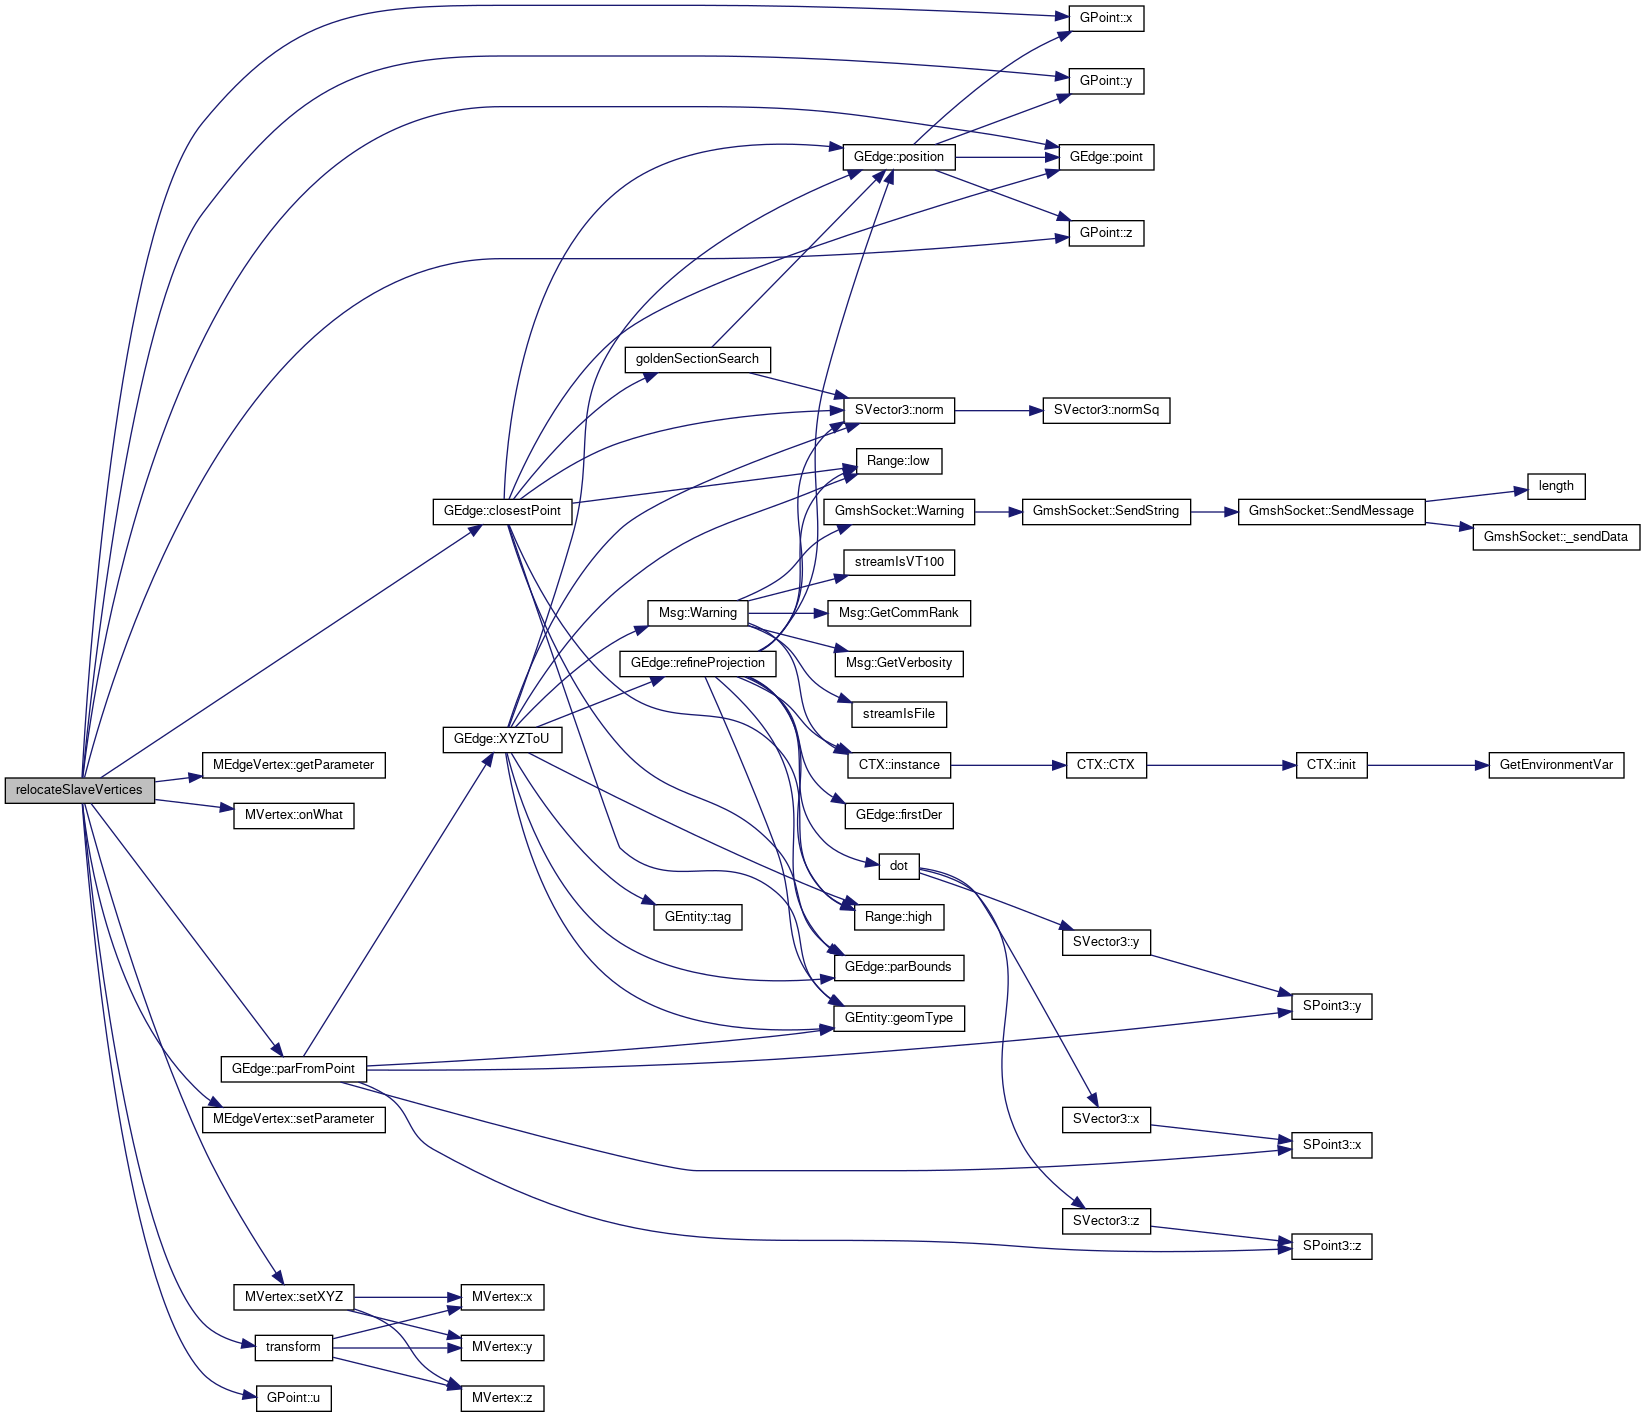 GPoint::x
GPoint::y
GEdge::position
GEdge::point
GPoint::z
goldenSectionSearch
SVector3::norm
SVector3::normSq
Range::low
length
GEdge::closestPoint
GmshSocket::Warning
GmshSocket::SendString
GmshSocket::SendMessage
GmshSocket::_sendData
streamIsVT100
Msg::Warning
Msg::GetCommRank
GEdge::refineProjection
Msg::GetVerbosity
streamIsFile
GEdge::XYZToU
MEdgeVertex::getParameter
CTX::instance
CTX::CTX
CTX::init
GetEnvironmentVar
relocateSlaveVertices
MVertex::onWhat
GEdge::firstDer
dot
GEntity::tag
Range::high
SVector3::y
GEdge::parBounds
SPoint3::y
GEntity::geomType
GEdge::parFromPoint
MEdgeVertex::setParameter
SVector3::x
SPoint3::x
SVector3::z
SPoint3::z
MVertex::setXYZ
MVertex::x
transform
MVertex::y
GPoint::u
MVertex::z